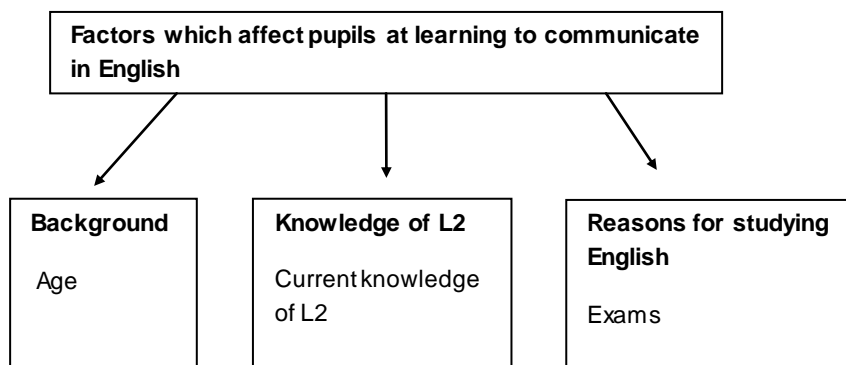 Factors which affect pupils at learning to communicate
in English
Background
Age
Knowledge of L2
Current knowledge
of L2
Reasons for studying
English
Exams